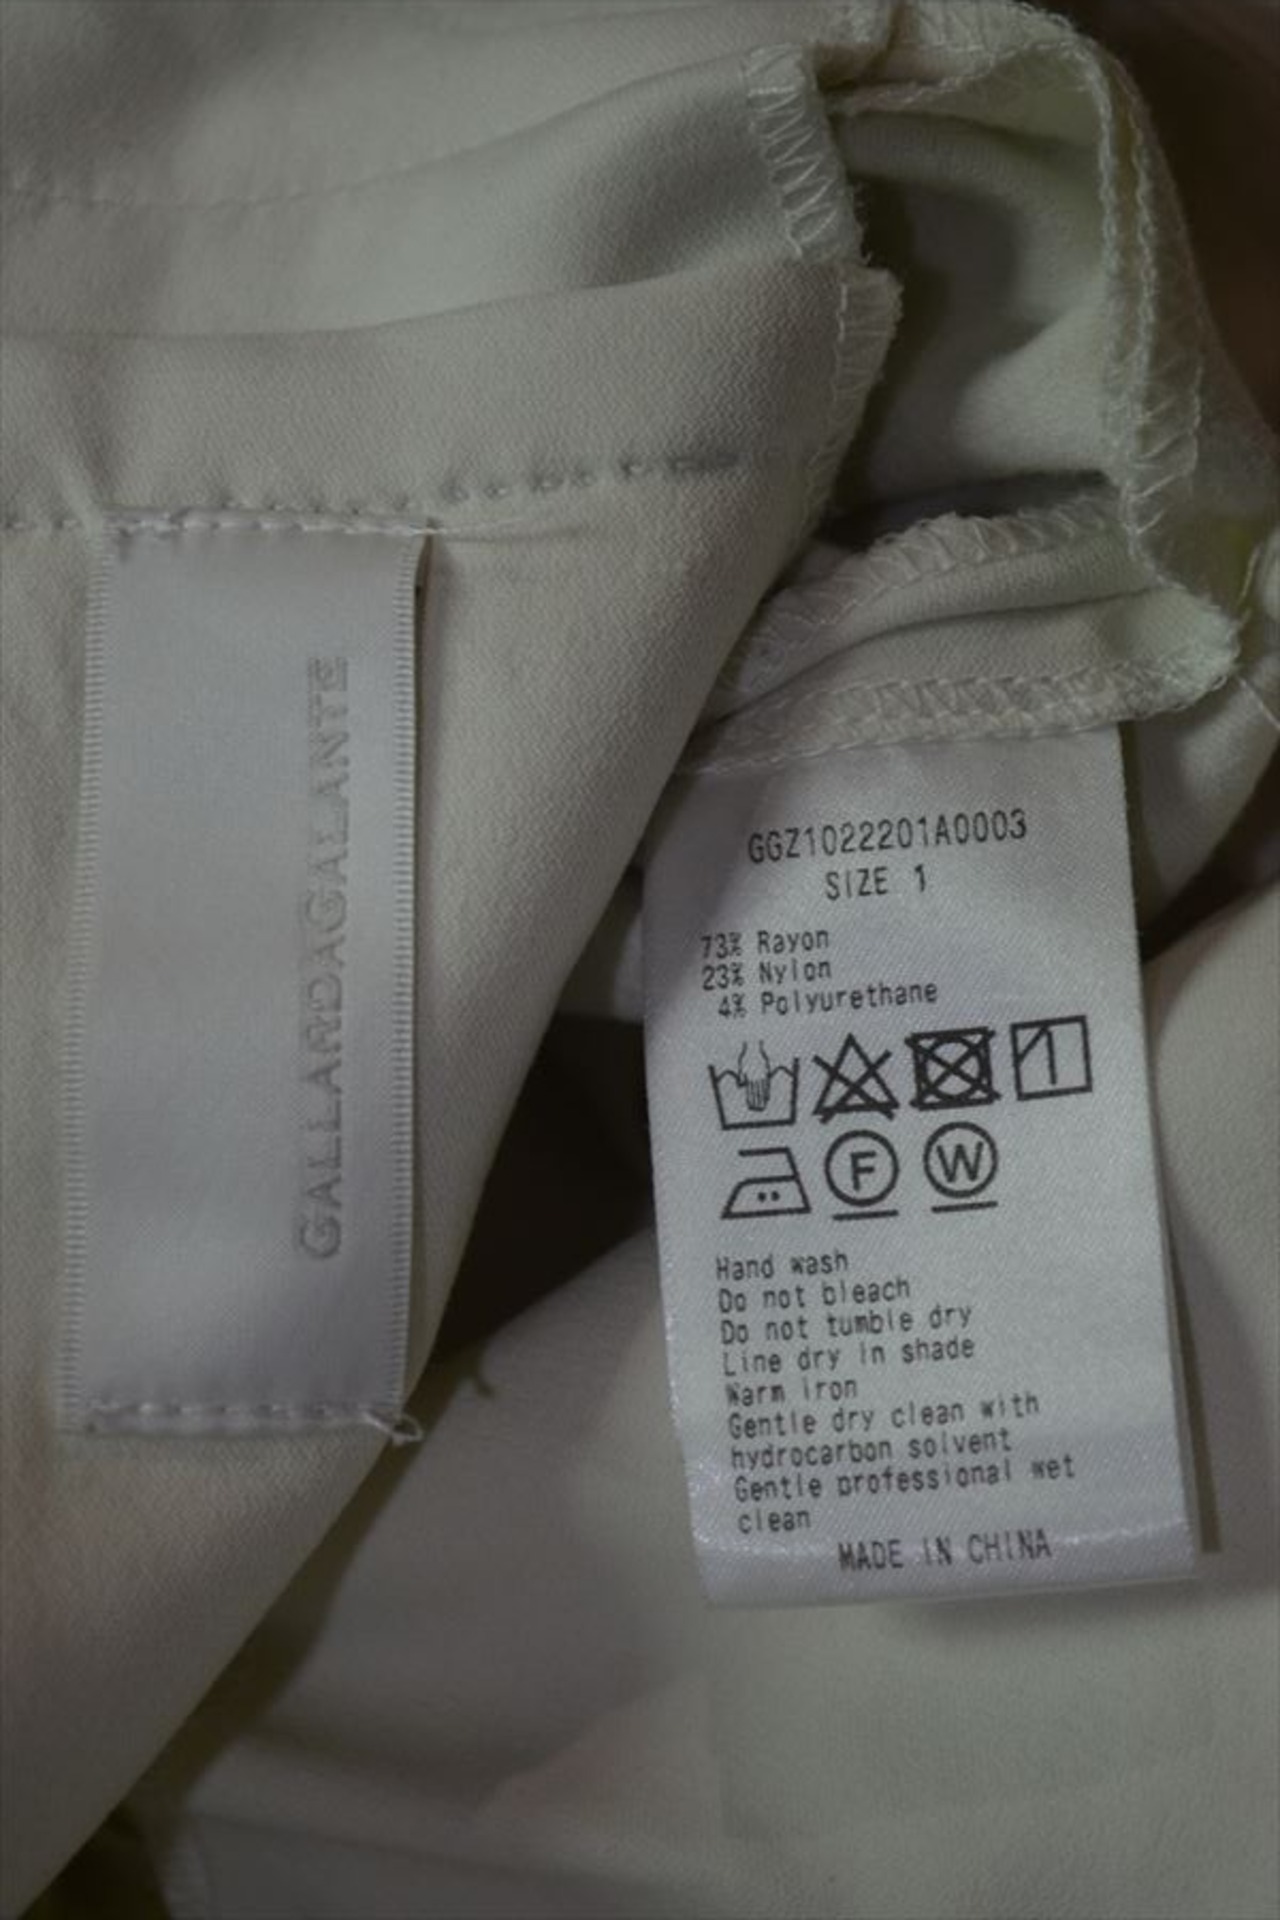 GALLARDAGALANTE
GGZ1022201A0003
SIZE 1
73% Rayon
23% Nylon
4% Polyurethane
F W
Hand wash
Do not bleach
Do not tumble dry
Line dry in shade
Warm iron
Gentle dry clean with
hydrocarbon solvent
Gentle professional wet
clean
MADE IN CHINA